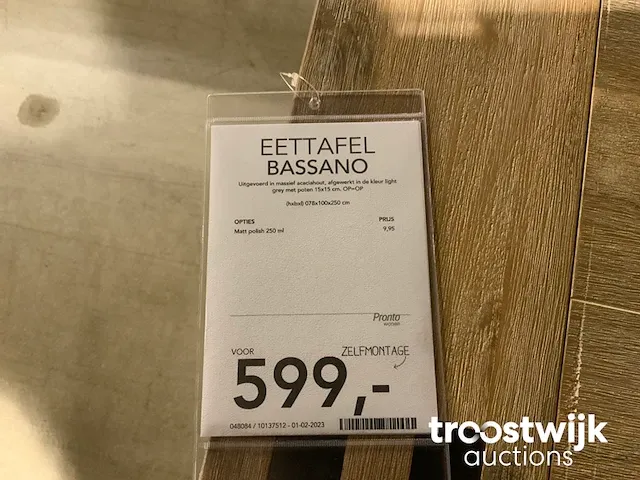 EETTAFEL
BASSANO
Uitgevoerd in massief acaciahout, afgewerkt in de kleur light
grey met poten 15x15 cm. OP=OP
(hxbxl) 078x100x250 cm
OPTIES PRIJS
Matt polish 250 ml 9,95
Pronto
wonen
VOOR ZELFMONTAGE
599,-
048084 / 10137512 - 01-02-2023
troostwijk
auctions